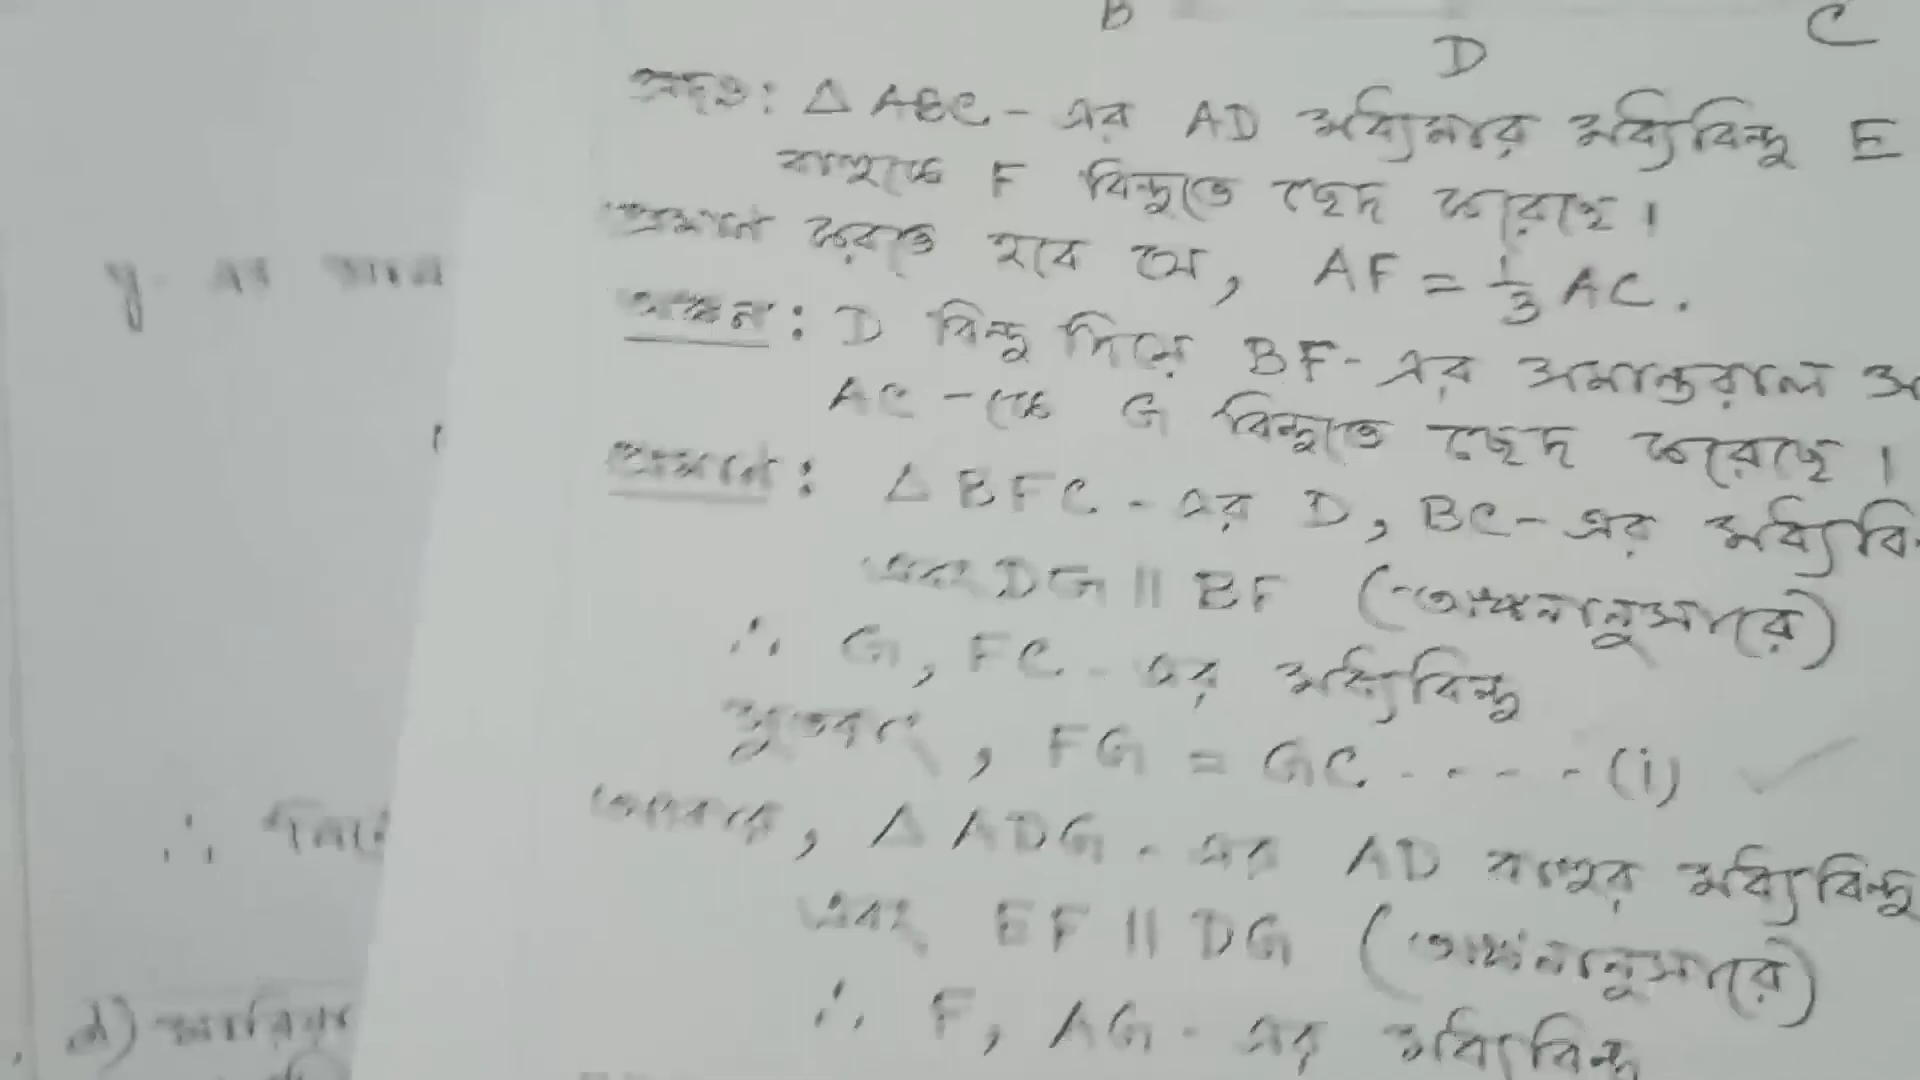 B
D
C
প্রদত্ত: △ ABC - এর AD মধ্যমার মধ্যবিন্দু E
বাহুকে F বিন্দুতে ছেদ করেছে।
প্রমাণ করতে হবে যে, AF = 1/3 AC.
অঙ্কন: D বিন্দু দিয়ে BF- এর সমান্তরাল স
AC -কে G বিন্দুতে ছেদ করেছে।
প্রমাণ: △ BFC - এর D, BC- এর মধ্যবি
এবং DG || BF (অঙ্কনানুসারে)
∴ G, FC - এর মধ্যবিন্দু
সুতরাং, FG = GC ..... (i)
আবার, △ ADG - এর AD বাহুর মধ্যবিন্দু
এবং EF || DG (অঙ্কনানুসারে)
∴ F, AG - এর মধ্যবিন্দু
y - এর মান